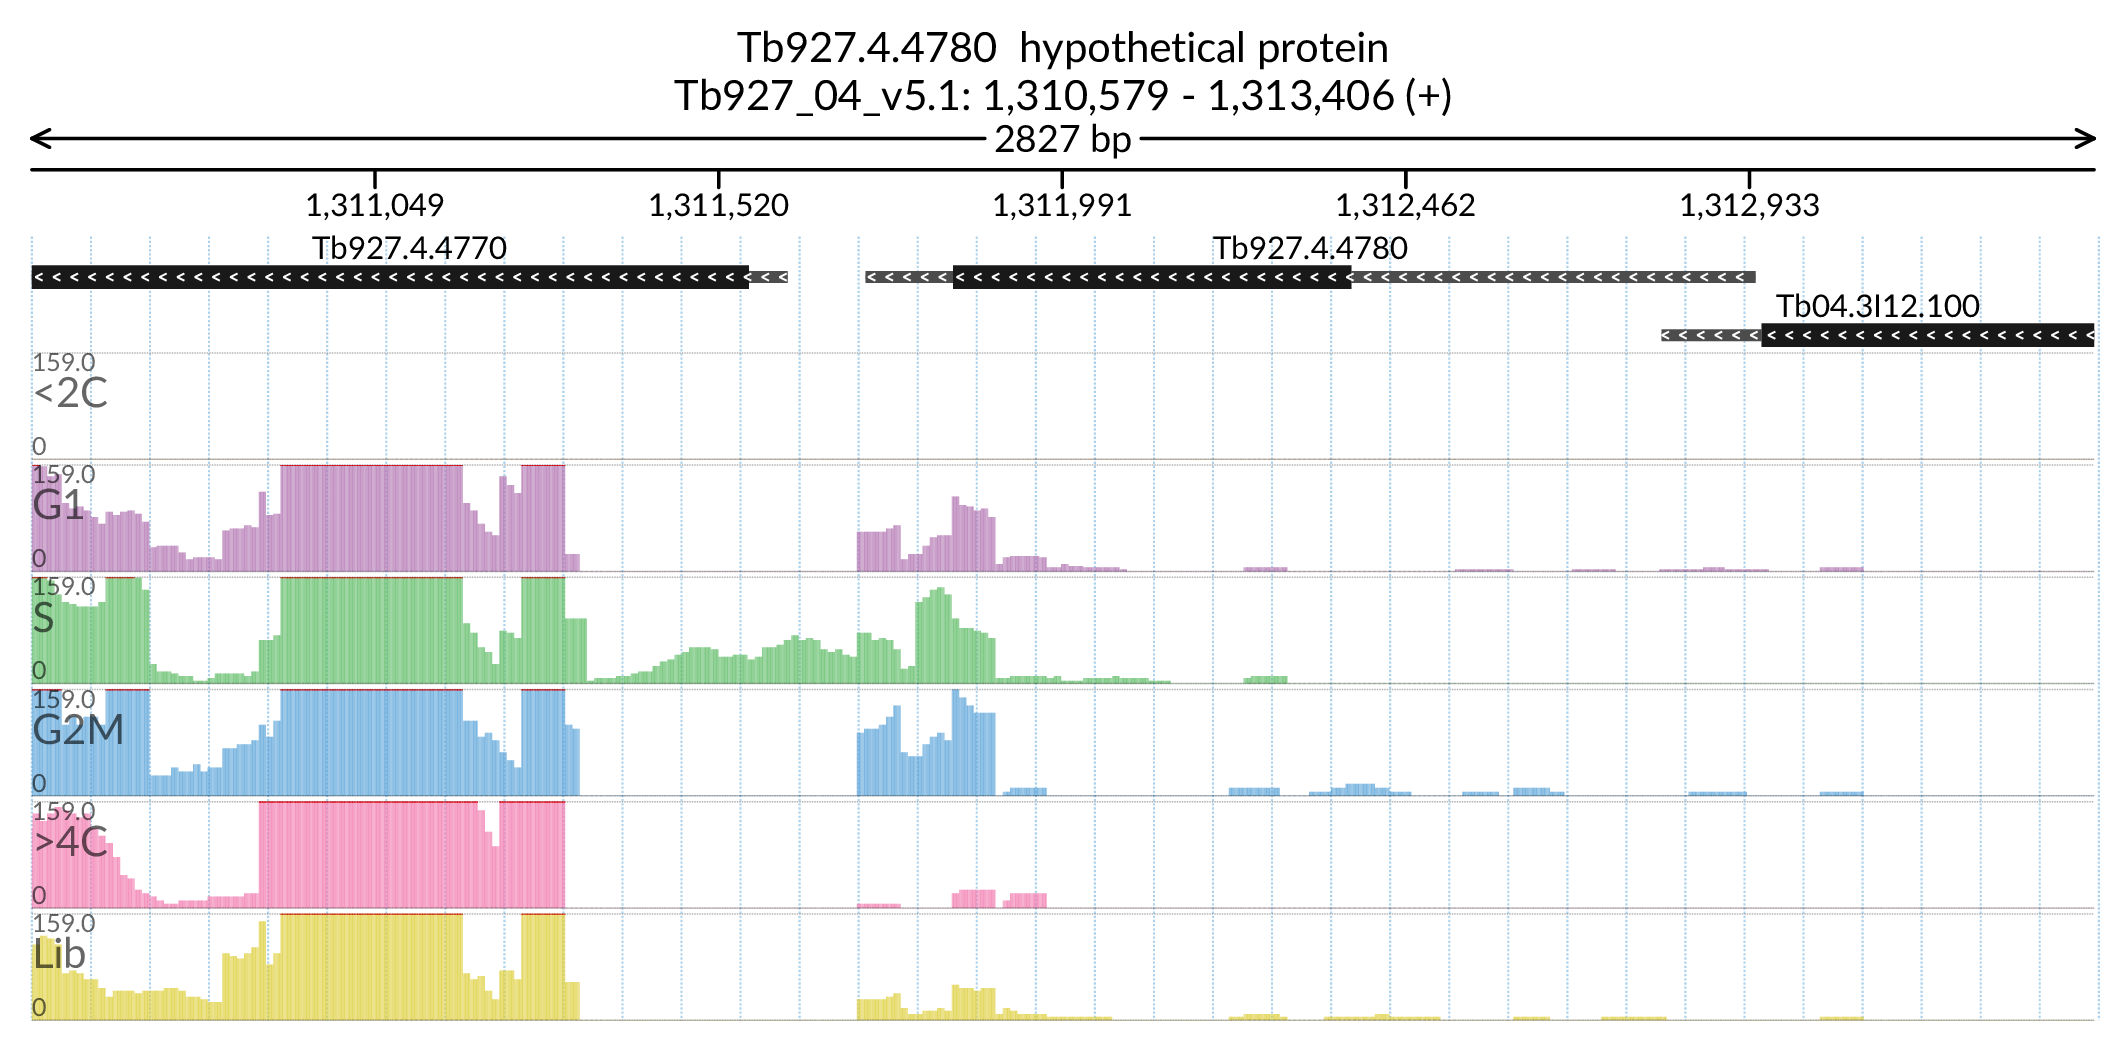 Tb927.4.4780 hypothetical protein
Tb927_04_v5.1: 1,310,579 - 1,313,406 (+)
2827 bp
1,311,049 1,311,520 1,311,991 1,312,462 1,312,933
Tb927.4.4770 Tb927.4.4780
Tb04.3I12.100
159.0
<2C
0
159.0
G1
0
159.0
S
0
159.0
G2M
0
159.0
>4C
0
159.0
Lib
0